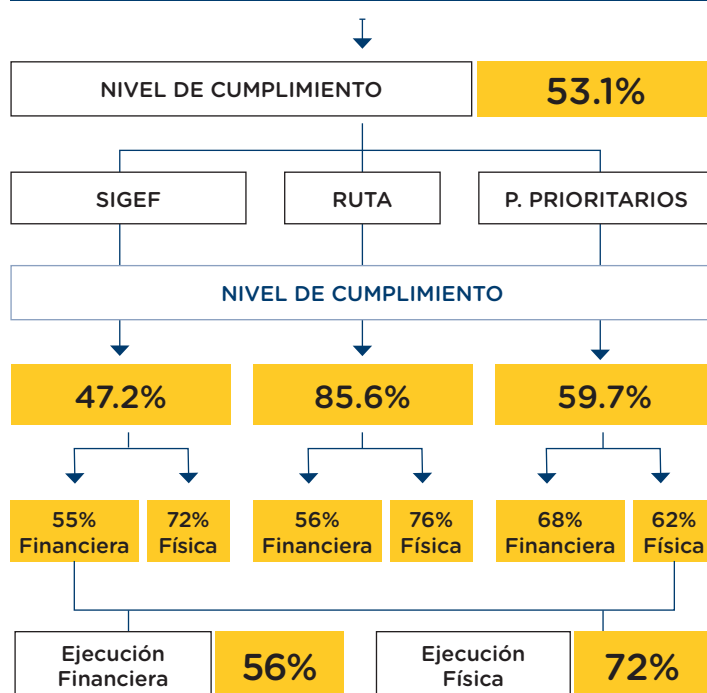 NIVEL DE CUMPLIMIENTO
53.1%
SIGEF
RUTA
P. PRIORITARIOS
NIVEL DE CUMPLIMIENTO
47.2%
85.6%
59.7%
55%
Financiera
72%
Física
56%
Financiera
76%
Física
68%
Financiera
62%
Física
Ejecución
Financiera
56%
Ejecución
Física
72%